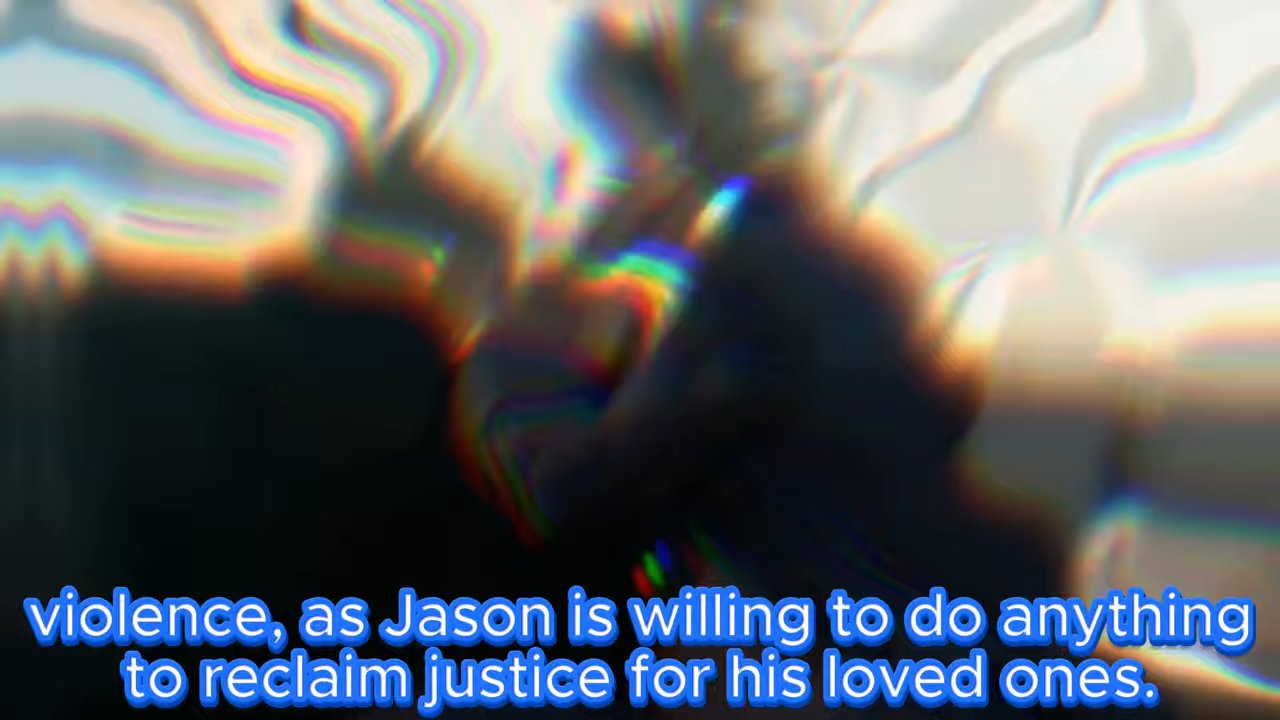 violence, as Jason is willing to do anything
to reclaim justice for his loved ones.